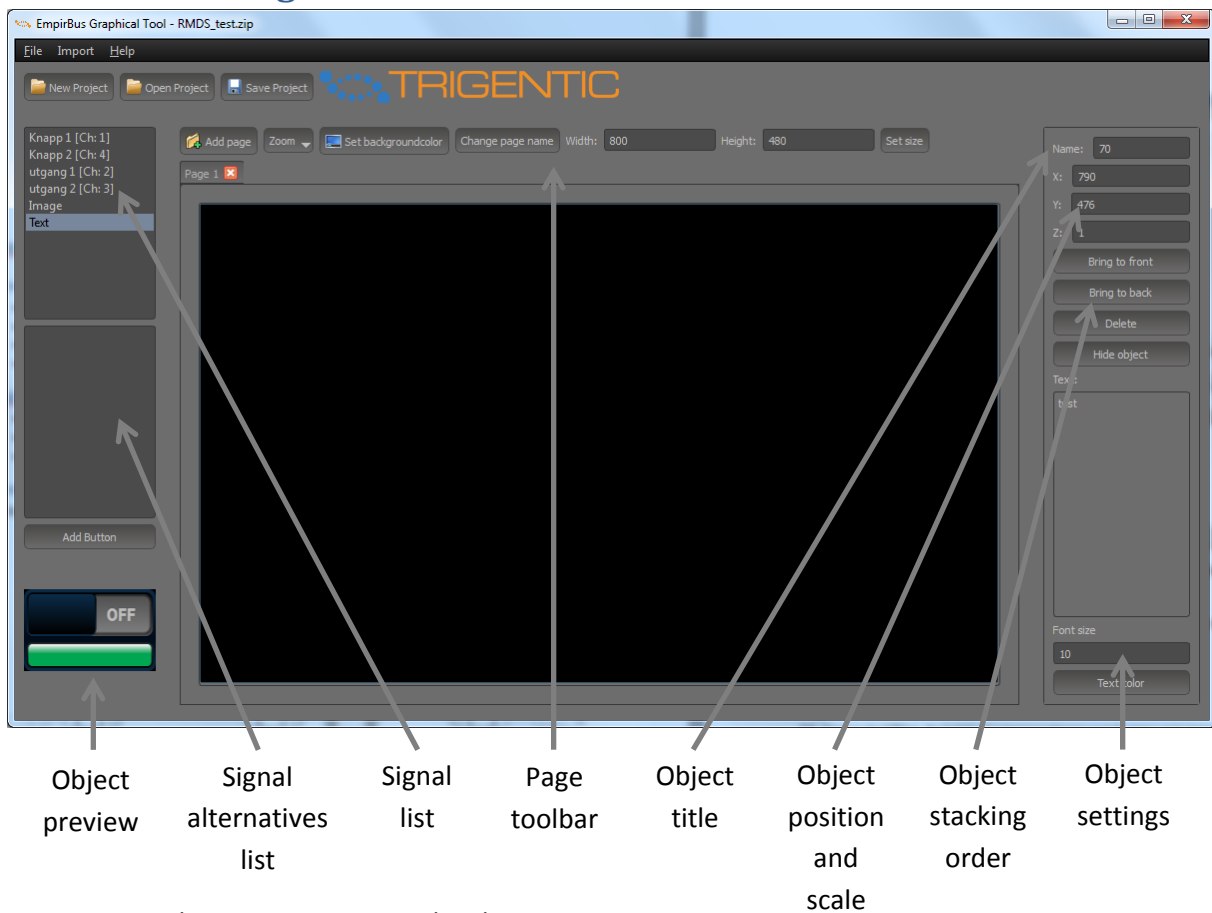 EmpirBus Graphical Tool - RMDS_test.zip
File Import Help
New Project Open Project Save Project TRIGENTIC
Add page Zoom Set backgroundcolor Change page name Width: 800 Height: 480 Set size
Page 1
Knapp 1 [Ch: 1]
Knapp 2 [Ch: 4]
utgang 1 [Ch: 2]
utgang 2 [Ch: 3]
Image
Text
Add Button
OFF
Name: 70
X: 790
Y: 476
Z: 1
Bring to front
Bring to back
Delete
Hide object
Text:
test
Font size
10
Text color
Object preview
Signal alternatives list
Signal list
Page toolbar
Object title
Object position and scale
Object stacking order
Object settings